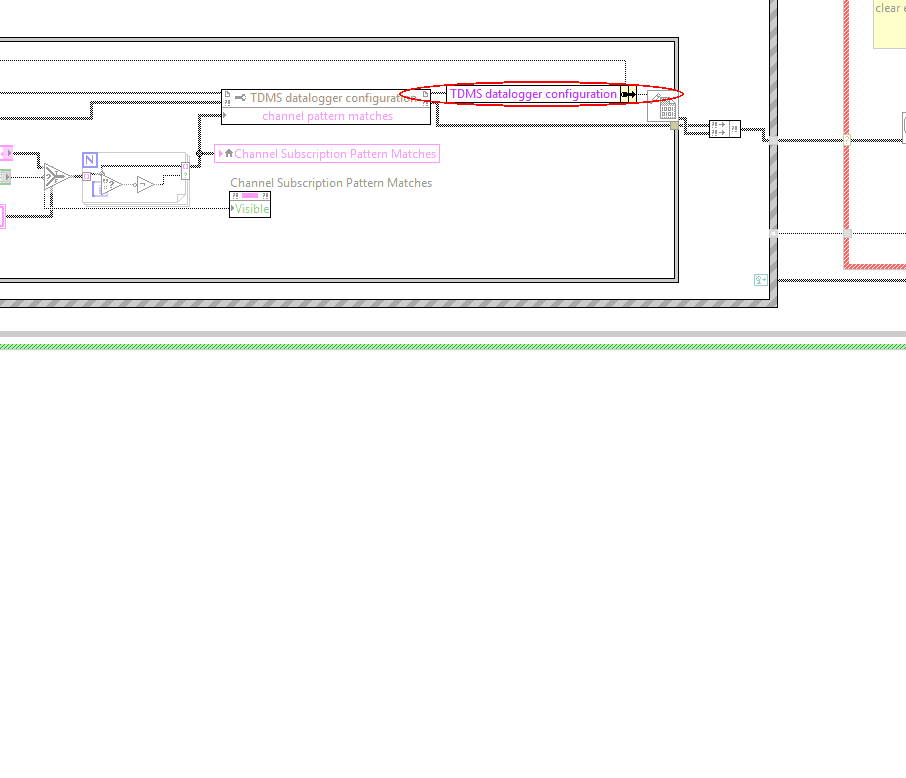 clear e
TDMS datalogger configuration
TDMS datalogger configuration
channel pattern matches
N
Channel Subscription Pattern Matches
Channel Subscription Pattern Matches
Visible